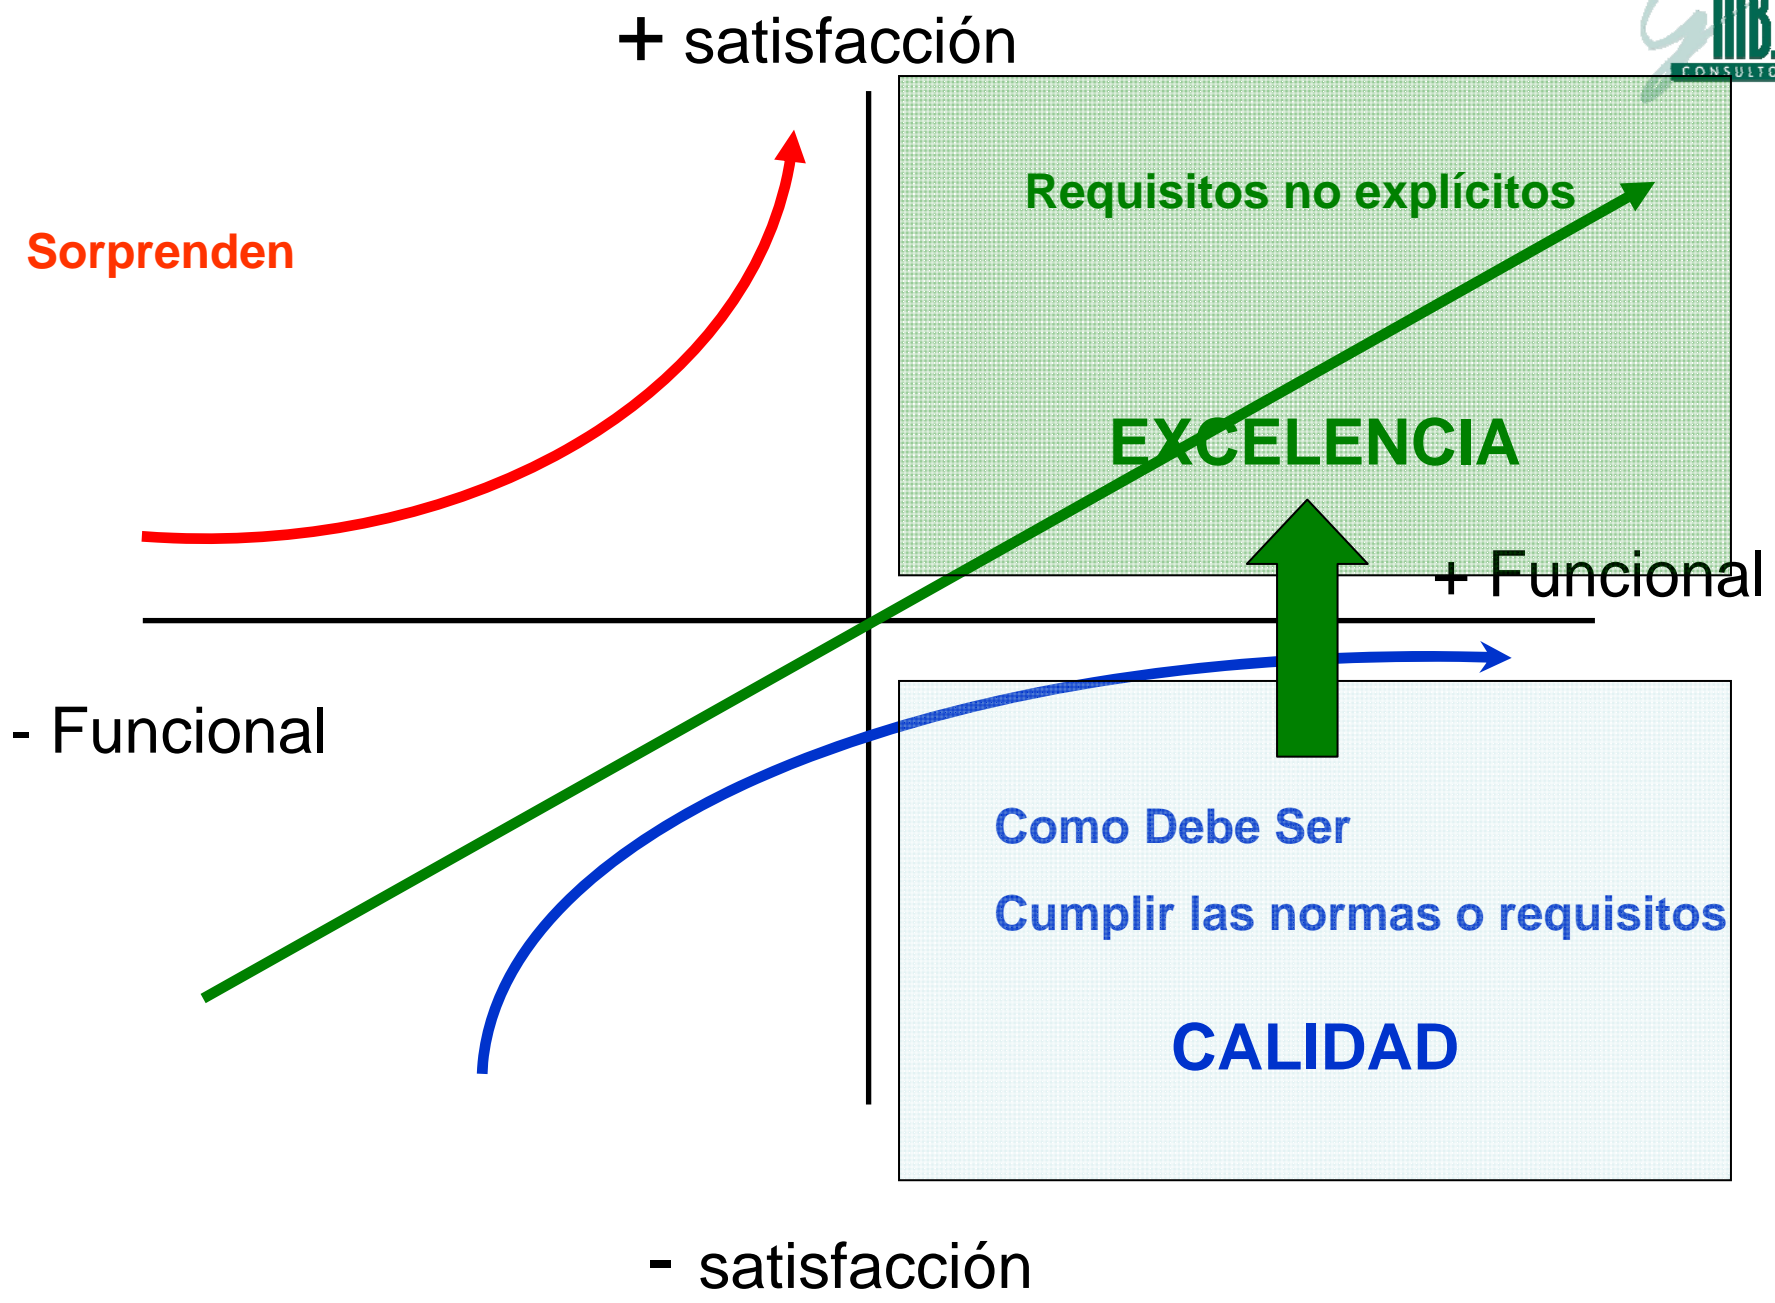 + satisfacción
Requisitos no explícitos
Sorprenden
EXCELENCIA
+ Funcional
- Funcional
Como Debe Ser
Cumplir las normas o requisitos
CALIDAD
- satisfacción